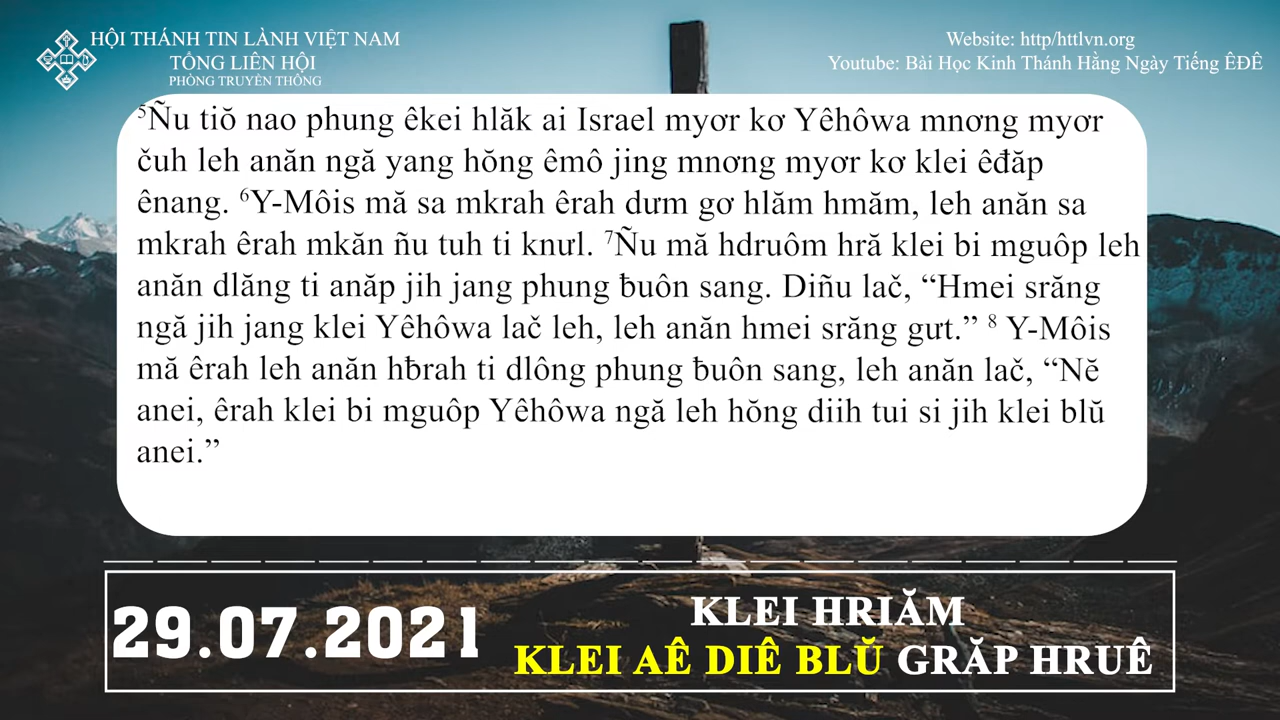 HỘI THÁNH TIN LÀNH VIỆT NAM
TỔNG LIÊN HỘI
PHÒNG TRUYỀN THÔNG
Website: http/httlvn.org
Youtube: Bài Học Kinh Thánh Hằng Ngày Tiếng ÊĐÊ
⁵Ñu tiŏ nao phung êkei hlăk ai Israel myơr kơ Yêhôwa mnơng myơr
čuh leh anăn ngă yang hŏng êmô jing mnơng myơr kơ klei êđăp
ênang. ⁶Y-Môis mă sa mkrah êrah dưm gơ hlăm hmăm, leh anăn sa
mkrah êrah mkăn ñu tuh ti knưl. ⁷Ñu mă hdruôm hră klei bi mguôp leh
anăn dlăng ti anăp jih jang phung ƀuôn sang. Diñu lač, “Hmei srăng
ngă jih jang klei Yêhôwa lač leh, leh anăn hmei srăng gưt.” ⁸ Y-Môis
mă êrah leh anăn hƀrah ti dlông phung ƀuôn sang, leh anăn lač, “Nĕ
anei, êrah klei bi mguôp Yêhôwa ngă leh hŏng diih tui si jih klei blŭ
anei.”
29.07.2021
KLEI HRIĂM
KLEI AÊ DIÊ BLŬ GRĂP HRUÊ